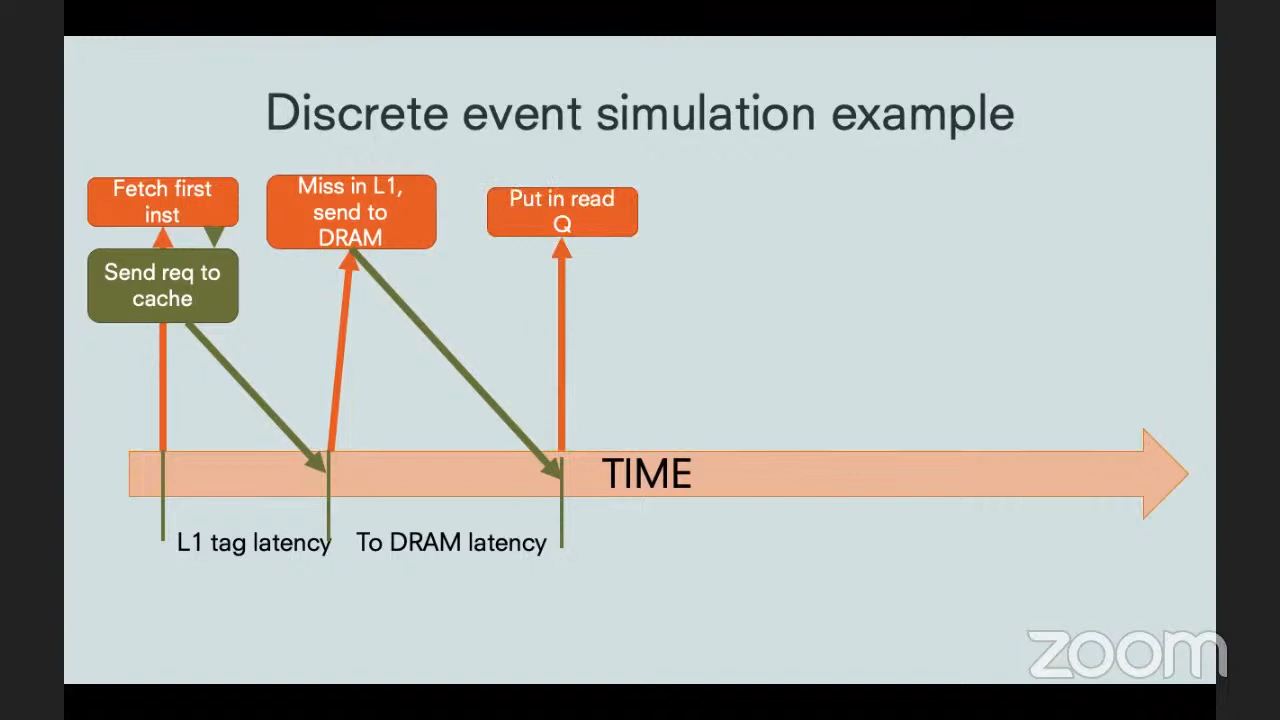 Discrete event simulation example
Fetch first
inst
Send req to
cache
Miss in L1,
send to
DRAM
Put in read
Q
TIME
L1 tag latency
To DRAM latency
zoom